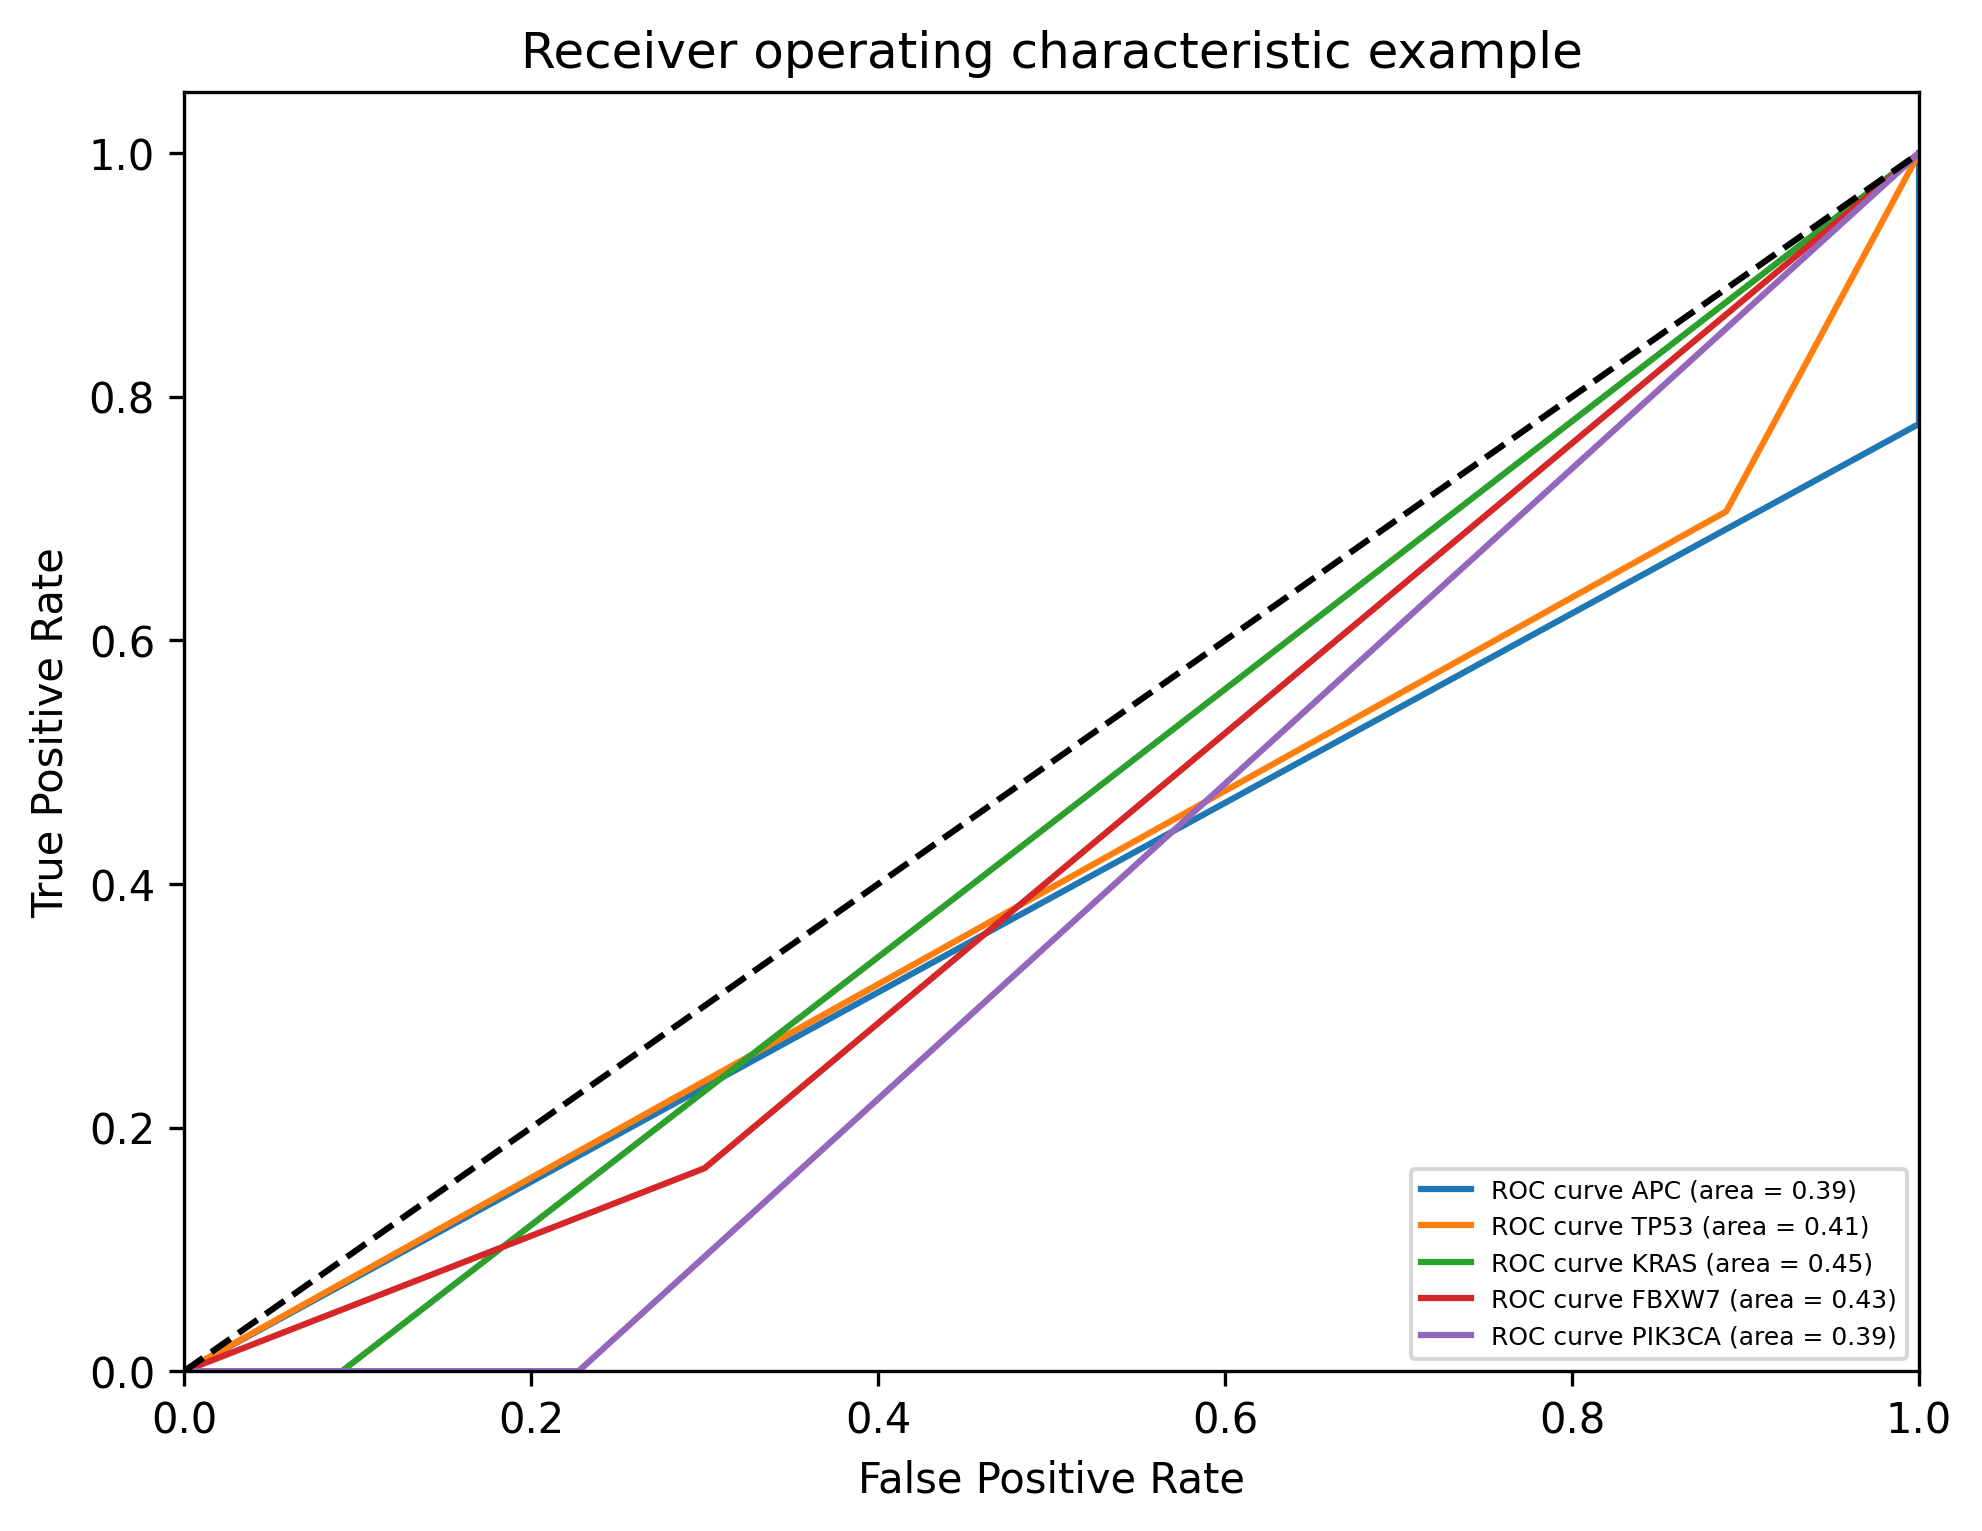 Receiver operating characteristic example
True Positive Rate
1.0
0.8
0.6
0.4
0.2
0.0
0.0 0.2 0.4 0.6 0.8 1.0
False Positive Rate
ROC curve APC (area = 0.39)
ROC curve TP53 (area = 0.41)
ROC curve KRAS (area = 0.45)
ROC curve FBXW7 (area = 0.43)
ROC curve PIK3CA (area = 0.39)